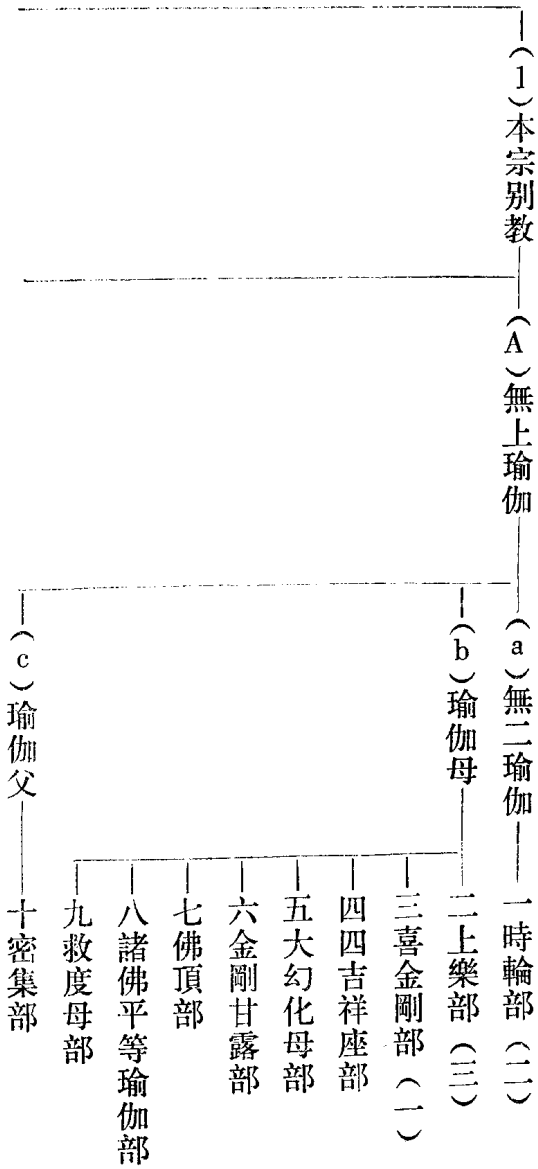 （1）本宗別教
（A）無上瑜伽
（a）無二瑜伽
一時輪部（二）
（b）瑜伽母
二上樂部（三）
三喜金剛部（一）
四四吉祥座部
五大幻化母部
六金剛甘露部
七佛頂部
八諸佛平等瑜伽部
九救度母部
（c）瑜伽父
十密集部